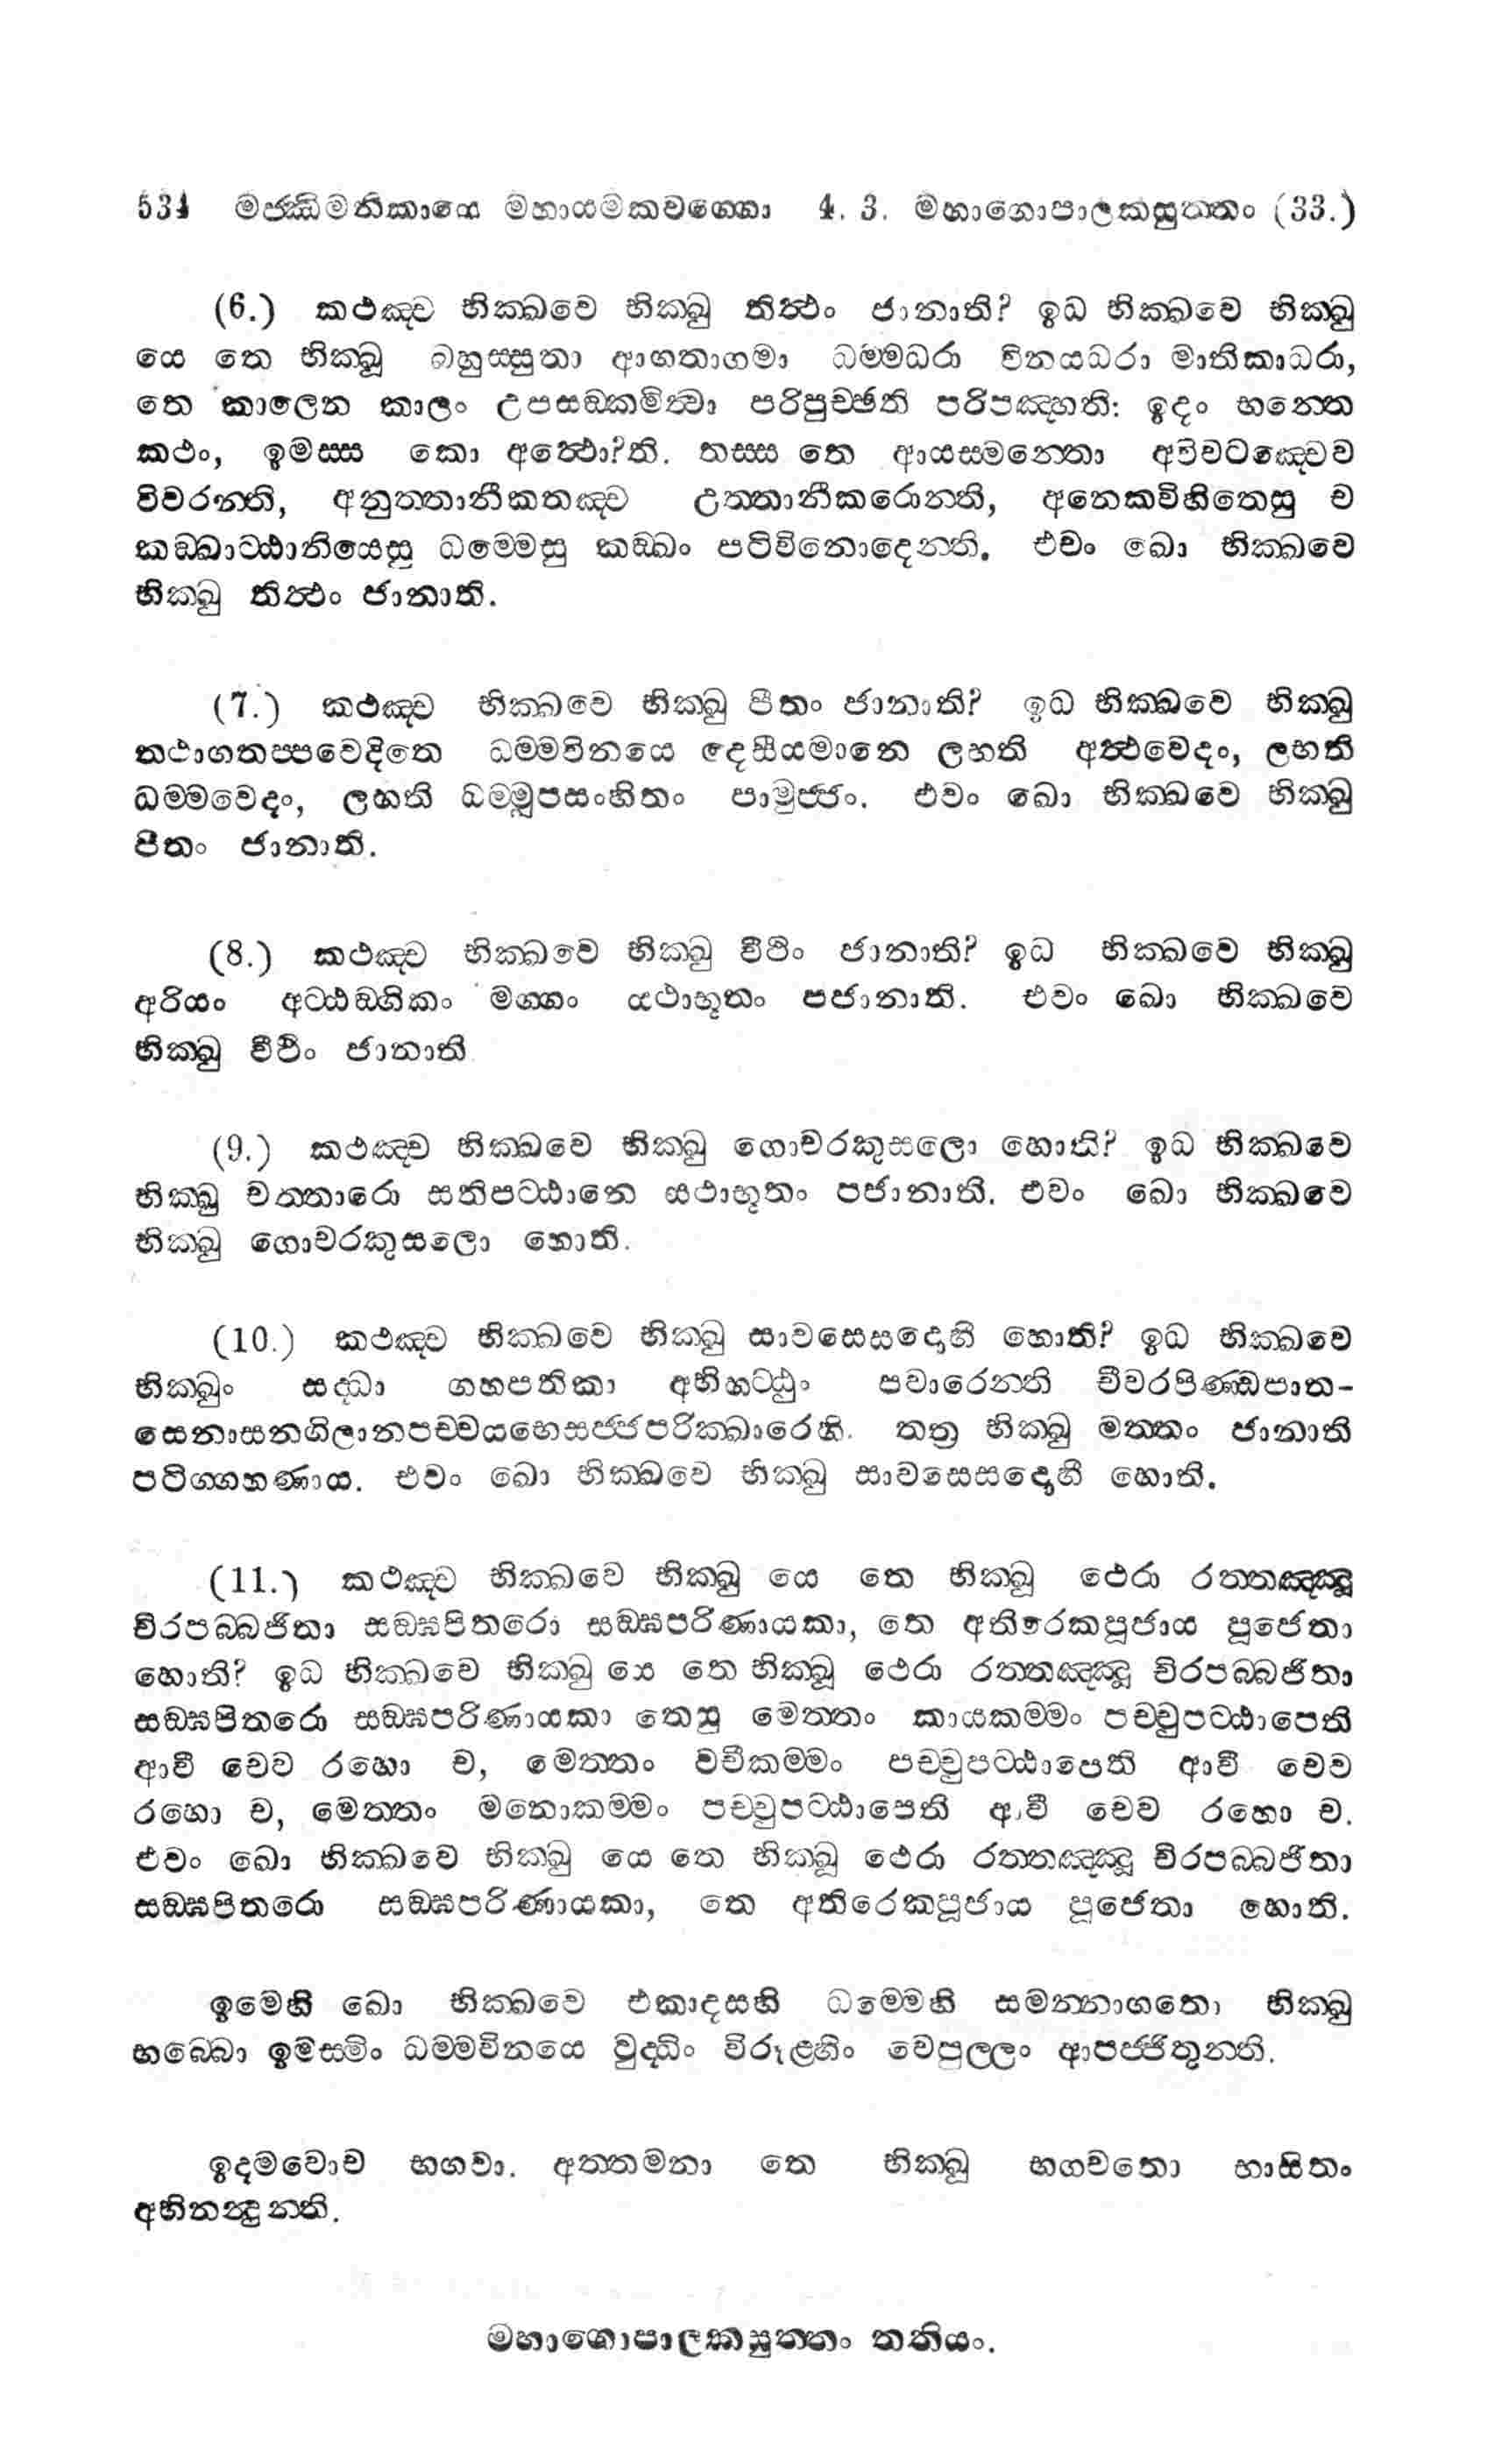 534 මජ්ඣිමනිකායෙ මහායමකවග්ගො 4. 3. මහාගොපාලකසුත්තං (33.)
(6.) කථඤ්ච භික්ඛවෙ භික්ඛු තිත්ථං ජානාති? ඉධ භික්ඛවෙ භික්ඛු
යෙ තෙ භික්ඛූ බහුස්සුතා ආගතාගමා ධම්මධරා විනයධරා මාතිකාධරා,
තෙ කාලෙන කාලං උපසඞ්කමිත්වා පරිපුච්ඡති පරිපඤ්හති: ඉදං භන්තෙ
කථං, ඉමස්ස කො අත්ථො?ති. තස්ස තෙ ආයස්මන්තො අවිවටඤ්චෙව
විවරන්ති, අනුත්තානීකතඤ්ච උත්තානීකරොන්ති, අනෙකවිහිතෙසු ච
කඞ්ඛාට්ඨානියෙසු ධම්මෙසු කඞ්ඛං පටිවිනොදෙන්ති. එවං ඛො භික්ඛවෙ
භික්ඛු තිත්ථං ජානාති.
(7.) කථඤ්ච භික්ඛවෙ භික්ඛු පීතං ජානාති? ඉධ භික්ඛවෙ භික්ඛු
තථාගතප්පවෙදිතෙ ධම්මවිනයෙ දෙසීයමානෙ ලභති අත්ථවෙදං, ලභති
ධම්මවෙදං, ලභති ධම්මූපසංහිතං පාමුජ්ජං. එවං ඛො භික්ඛවෙ භික්ඛු
පීතං ජානාති.
(8.) කථඤ්ච භික්ඛවෙ භික්ඛු වීථිං ජානාති? ඉධ භික්ඛවෙ භික්ඛු
අරියං අට්ඨඞ්ගිකං මග්ගං යථාභූතං පජානාති. එවං ඛො භික්ඛවෙ
භික්ඛු වීථිං ජානාති
(9.) කථඤ්ච භික්ඛවෙ භික්ඛු ගොචරකුසලො හොති? ඉධ භික්ඛවෙ
භික්ඛු චත්තාරො සතිපට්ඨානෙ යථාභූතං පජානාති. එවං ඛො භික්ඛවෙ
භික්ඛු ගොචරකුසලො හොති.
(10.) කථඤ්ච භික්ඛවෙ භික්ඛු සාවසෙසදොහී හොති? ඉධ භික්ඛවෙ
භික්ඛුං සද්ධා ගහපතිකා අභිහට්ඨුං පවාරෙන්ති චීවරපිණ්ඩපාත-
සෙනාසනගිලානපච්චයභෙසජ්ජපරික්ඛාරෙහි. තත්‍ර භික්ඛු මත්තං ජානාති
පටිග්ගහණාය. එවං ඛො භික්ඛවෙ භික්ඛු සාවසෙසදොහී හොති.
(11.) කථඤ්ච භික්ඛවෙ භික්ඛු යෙ තෙ භික්ඛූ ථෙරා රත්තඤ්ඤූ
චිරපබ්බජිතා සඞ්ඝපිතරො සඞ්ඝපරිණායකා, තෙ අතිරෙකපූජාය පූජෙතා
හොති? ඉධ භික්ඛවෙ භික්ඛු යෙ තෙ භික්ඛූ ථෙරා රත්තඤ්ඤූ චිරපබ්බජිතා
සඞ්ඝපිතරො සඞ්ඝපරිණායකා තෙසු මෙත්තං කායකම්මං පච්චුපට්ඨාපෙති
ආවී චෙව රහො ච, මෙත්තං වචීකම්මං පච්චුපට්ඨාපෙති ආවී චෙව
රහො ච, මෙත්තං මනොකම්මං පච්චුපට්ඨාපෙති ආවී චෙව රහො ච.
එවං ඛො භික්ඛවෙ භික්ඛු යෙ තෙ භික්ඛූ ථෙරා රත්තඤ්ඤූ චිරපබ්බජිතා
සඞ්ඝපිතරො සඞ්ඝපරිණායකා, තෙ අතිරෙකපූජාය පූජෙතා හොති.
ඉමෙහි ඛො භික්ඛවෙ එකාදසහි ධම්මෙහි සමන්නාගතො භික්ඛු
භබ්බො ඉමස්මිං ධම්මවිනයෙ වුද්ධිං විරූළ්හිං වෙපුල්ලං ආපජ්ජිතුන්ති.
ඉදමවොච භගවා. අත්තමනා තෙ භික්ඛූ භගවතො භාසිතං
අභිනන්දුන්ති.
මහාගොපාලකසුත්තං තතියං.